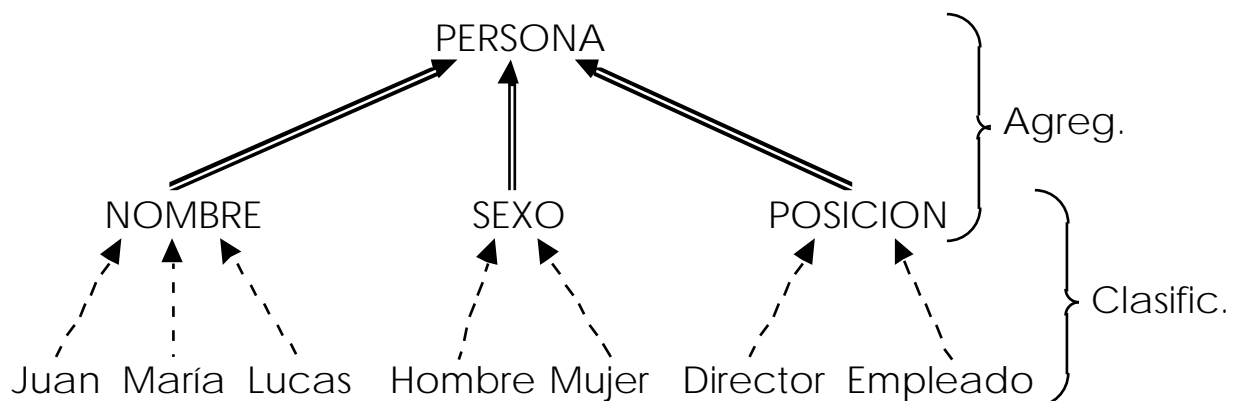 PERSONA
Agreg.
NOMBRE SEXO POSICION
Clasific.
Juan María Lucas Hombre Mujer Director Empleado